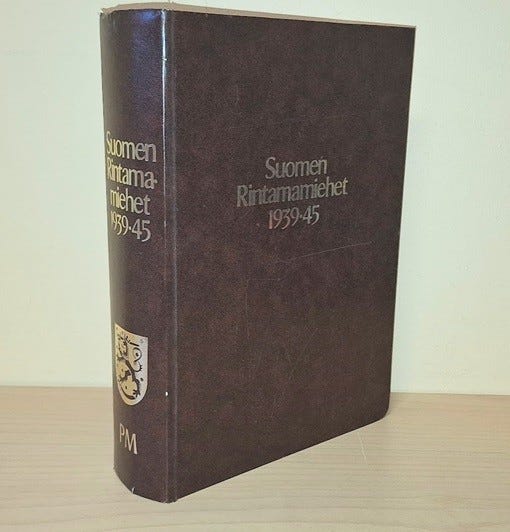 Suomen
Rintama-
miehet
1939-45
PM
Suomen
Rintamamiehet
1939-45